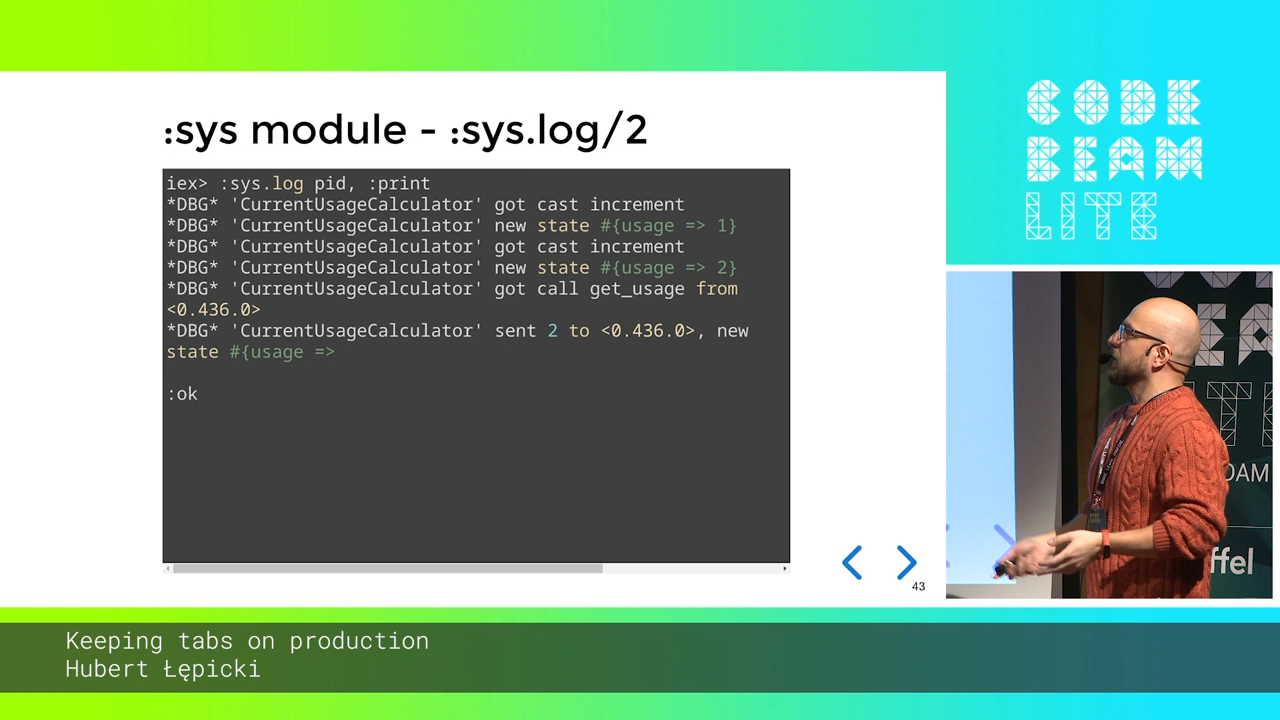 :sys module - :sys.log/2
iex> :sys.log pid, :print
*DBG* 'CurrentUsageCalculator' got cast increment
*DBG* 'CurrentUsageCalculator' new state #{usage => 1}
*DBG* 'CurrentUsageCalculator' got cast increment
*DBG* 'CurrentUsageCalculator' new state #{usage => 2}
*DBG* 'CurrentUsageCalculator' got call get_usage from
<0.436.0>
*DBG* 'CurrentUsageCalculator' sent 2 to <0.436.0>, new
state #{usage =>
:ok
43
CODE
BEAM
LITE
ffel
Keeping tabs on production
Hubert Łępicki